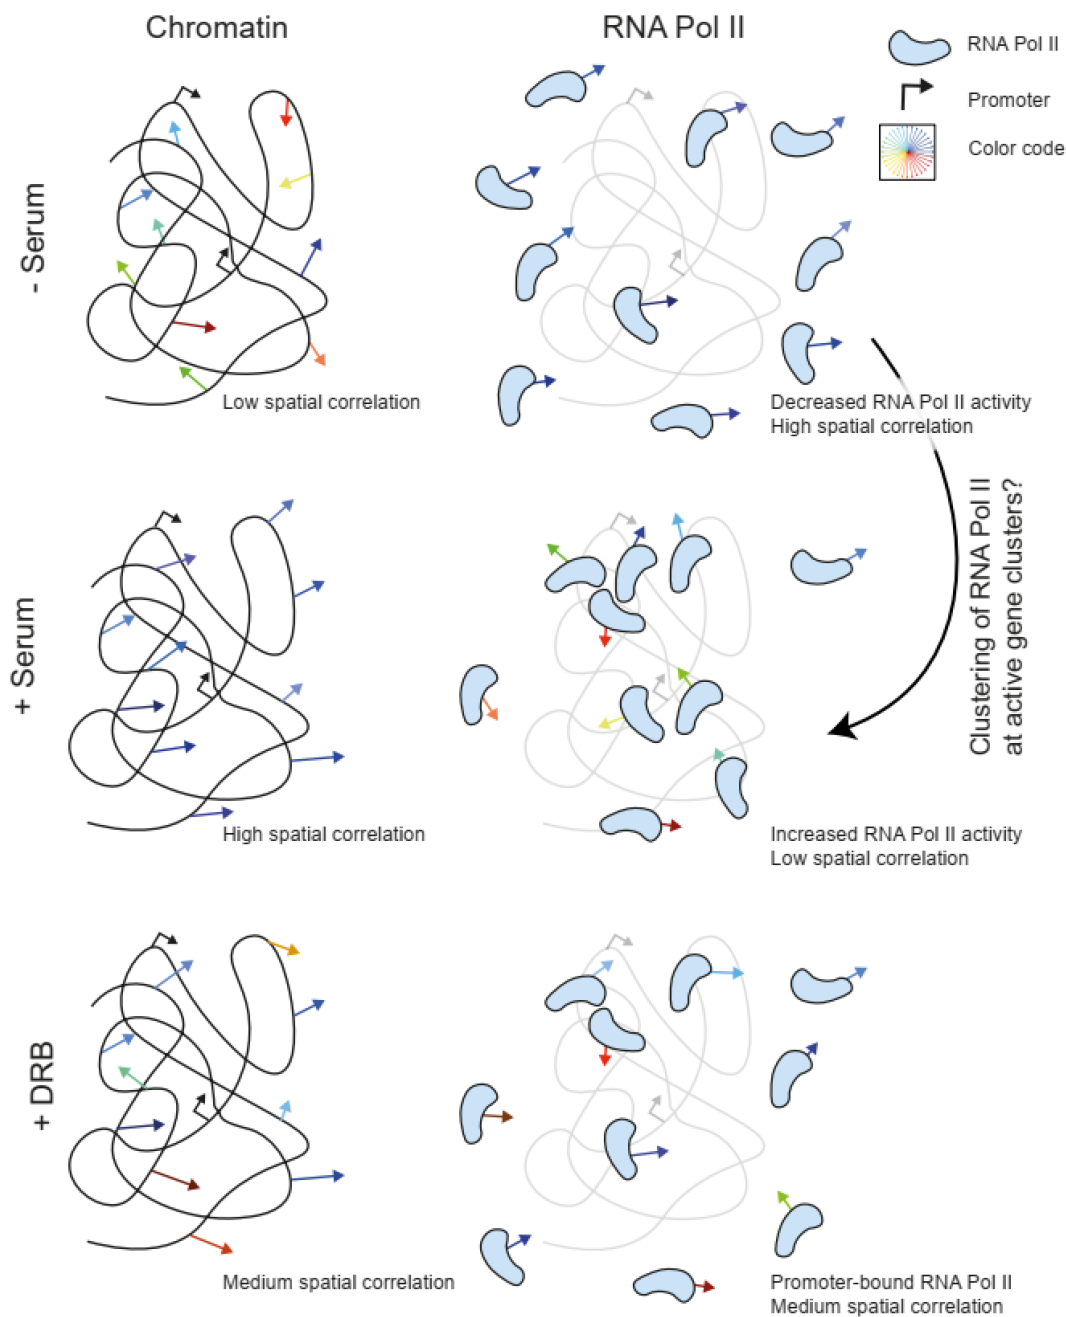 Chromatin
RNA Pol II
RNA Pol II
Promoter
Color code
- Serum
Low spatial correlation
Decreased RNA Pol II activity
High spatial correlation
Clustering of RNA Pol II
at active gene clusters?
+ Serum
High spatial correlation
Increased RNA Pol II activity
Low spatial correlation
+ DRB
Medium spatial correlation
Promoter-bound RNA Pol II
Medium spatial correlation